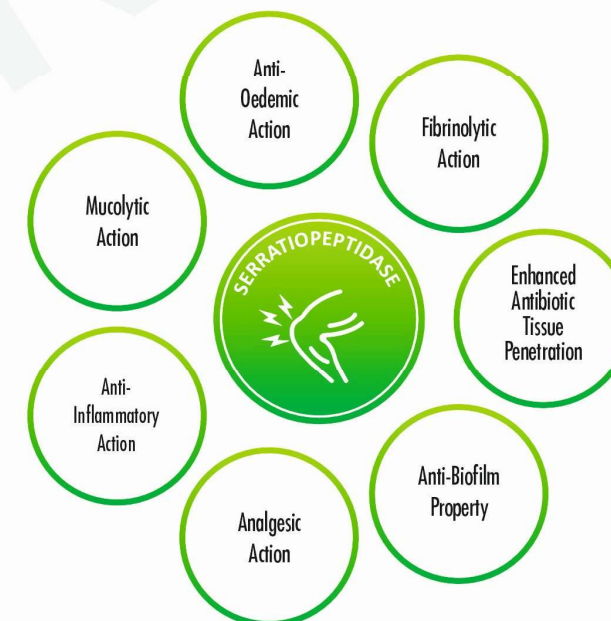 Anti-
Oedemic
Action
Fibrinolytic
Action
Mucolytic
Action
SERRATIOPEPTIDASE
Enhanced
Antibiotic
Tissue
Penetration
Anti-
Inflammatory
Action
Anti-Biofilm
Property
Analgesic
Action